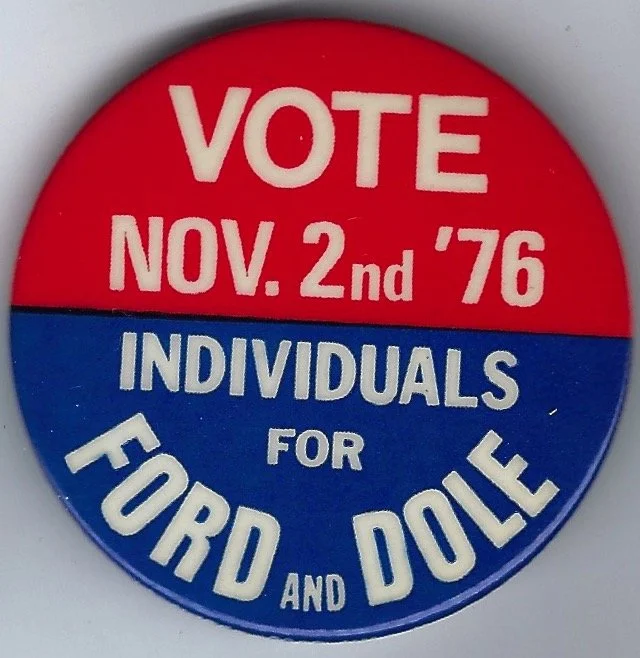 VOTE
NOV. 2nd '76
INDIVIDUALS
FOR
FORD AND DOLE